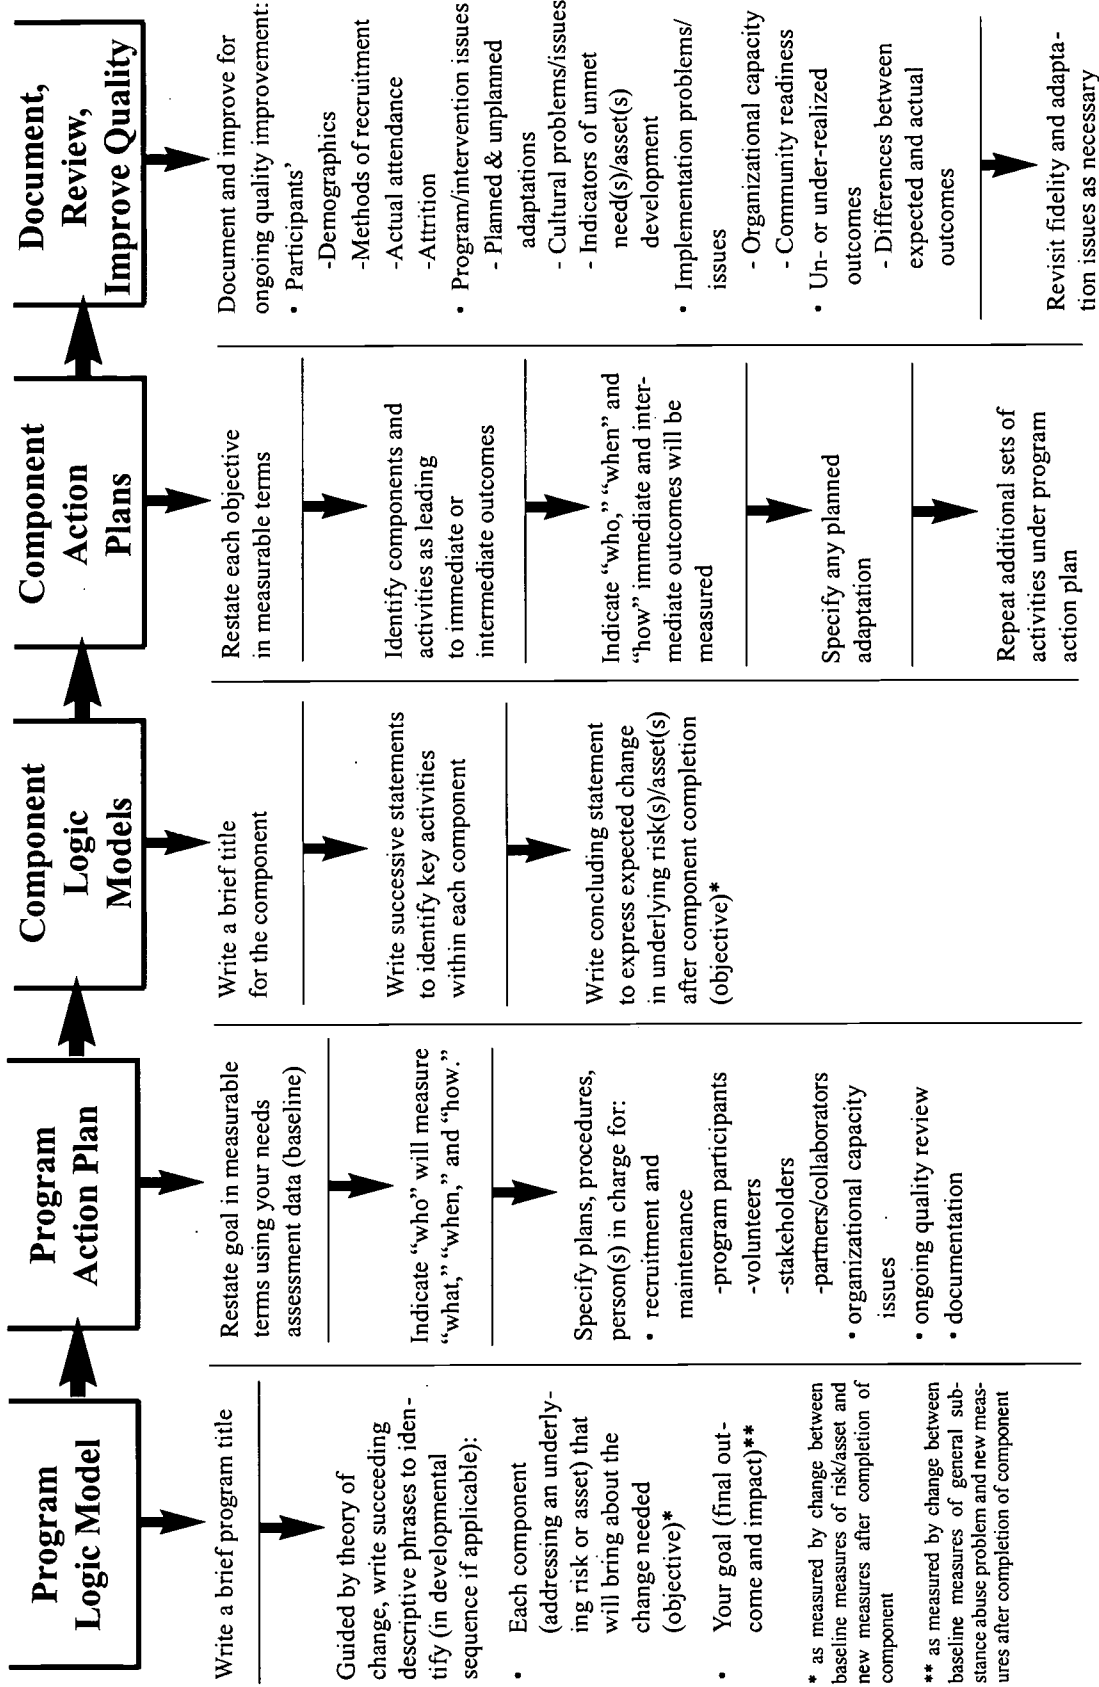 Program
Logic Model
Write a brief program title
Guided by theory of
change, write succeeding
descriptive phrases to iden-
tify (in developmental
sequence if applicable):
• Each component
(addressing an underly-
ing risk or asset) that
will bring about the
change needed
(objective)*
• Your goal (final out-
come and impact)**
* as measured by change between
baseline measures of risk/asset and
new measures after completion of
component
** as measured by change between
baseline measures of general sub-
stance abuse problem and new meas-
ures after completion of components
Program
Action Plan
Restate goal in measurable
terms using your needs
assessment data (baseline)
Indicate “who” will measure
“what,” “when,” and “how.”
Specify plans, procedures,
person(s) in charge for:
• recruitment and
maintenance
-program participants
-volunteers
-stakeholders
-partners/collaborators
• organizational capacity
issues
• ongoing quality review
• documentation
Component
Logic
Models
Write a brief title
for the component
Write successive statements
to identify key activities
within each component
Write concluding statement
to express expected change
in underlying risk(s)/asset(s)
after component completion
(objective)*
Component
Action
Plans
Restate each objective
in measurable terms
Identify components and
activities as leading
to immediate or
intermediate outcomes
Indicate “who,” “when” and
“how” immediate and inter-
mediate outcomes will be
measured
Specify any planned
adaptation
Repeat additional sets of
activities under program
action plan
Document,
Review,
Improve Quality
Document and improve for
ongoing quality improvement:
• Participants’
-Demographics
-Methods of recruitment
-Actual attendance
-Attrition
• Program/intervention issues
- Planned & unplanned
adaptations
- Cultural problems/issues
- Indicators of unmet
need(s)/asset(s)
development
• Implementation problems/
issues
- Organizational capacity
- Community readiness
• Un- or under-realized
outcomes
- Differences between
expected and actual
outcomes
Revisit fidelity and adapta-
tion issues as necessary